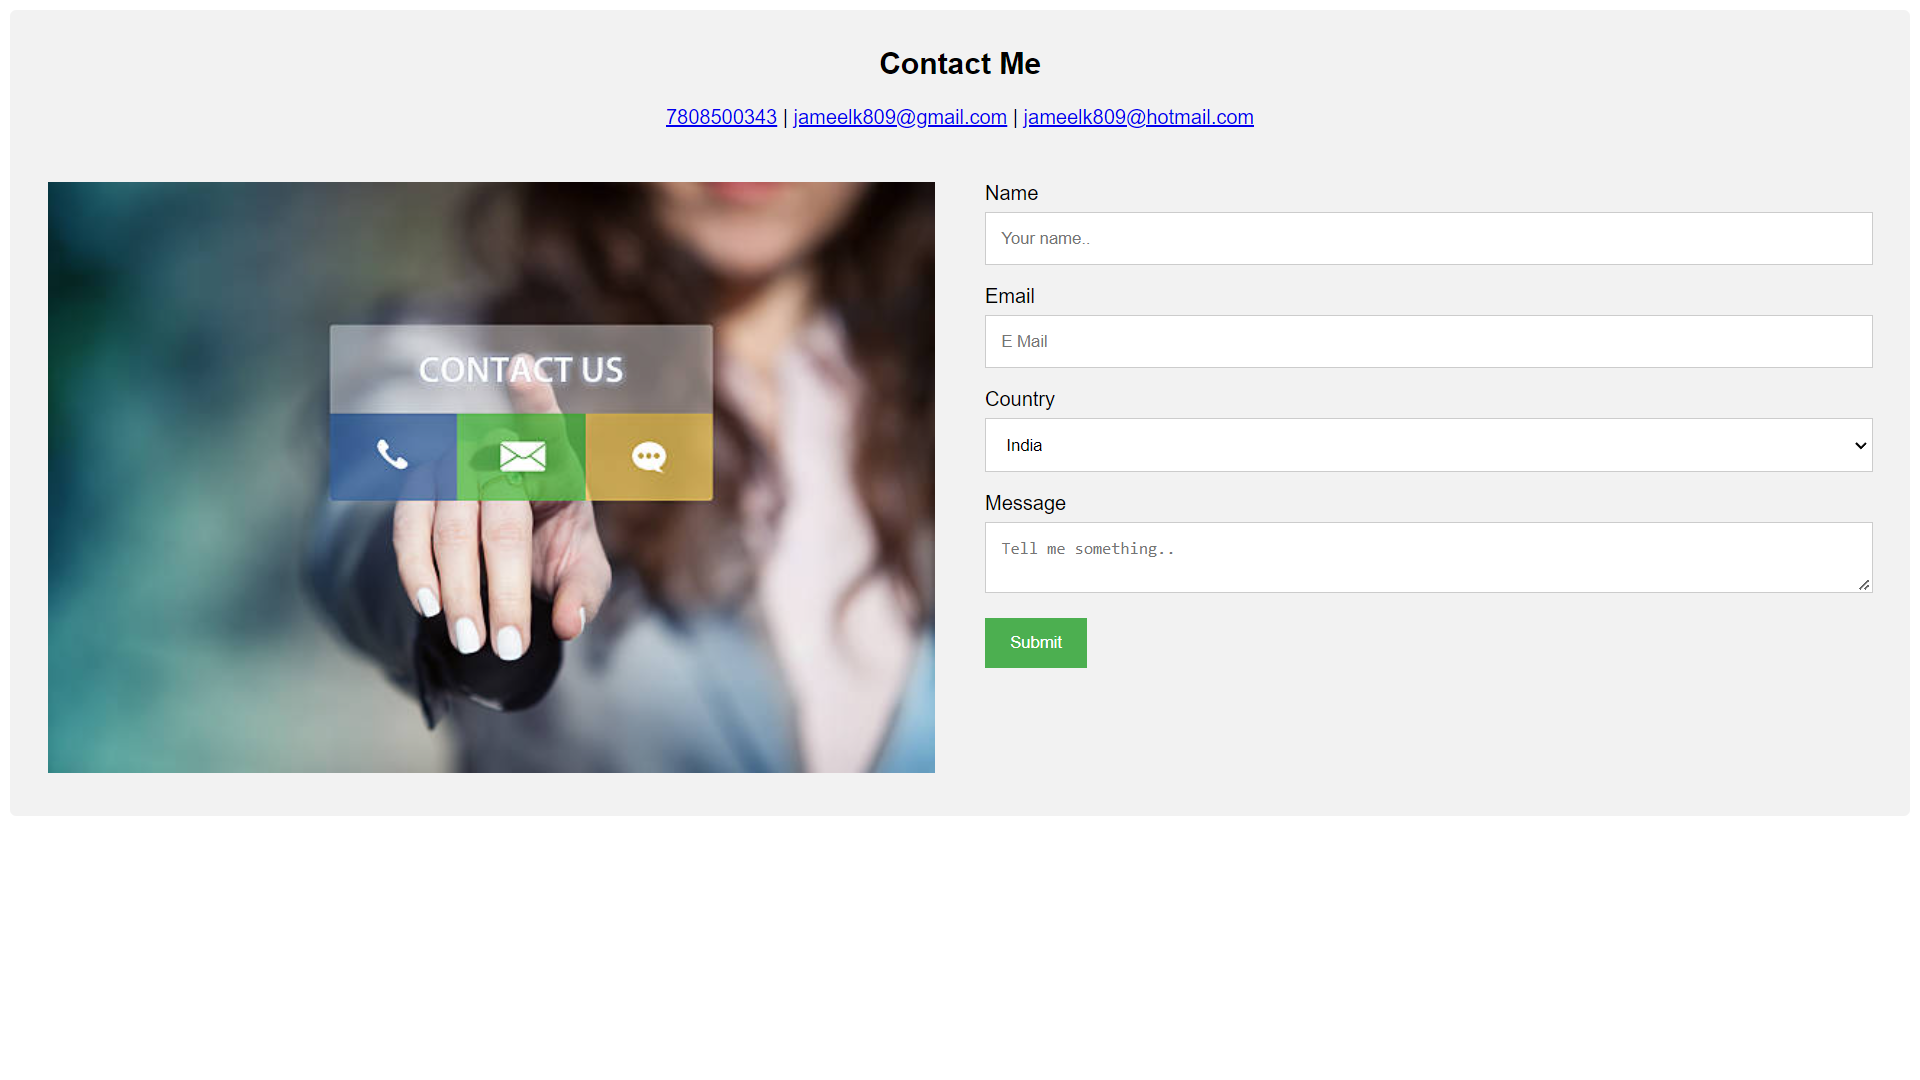 Contact Me
7808500343 | jameelk809@gmail.com | jameelk809@hotmail.com
CONTACT US
Name
Your name..
Email
E Mail
Country
India
Message
Tell me something..
Submit